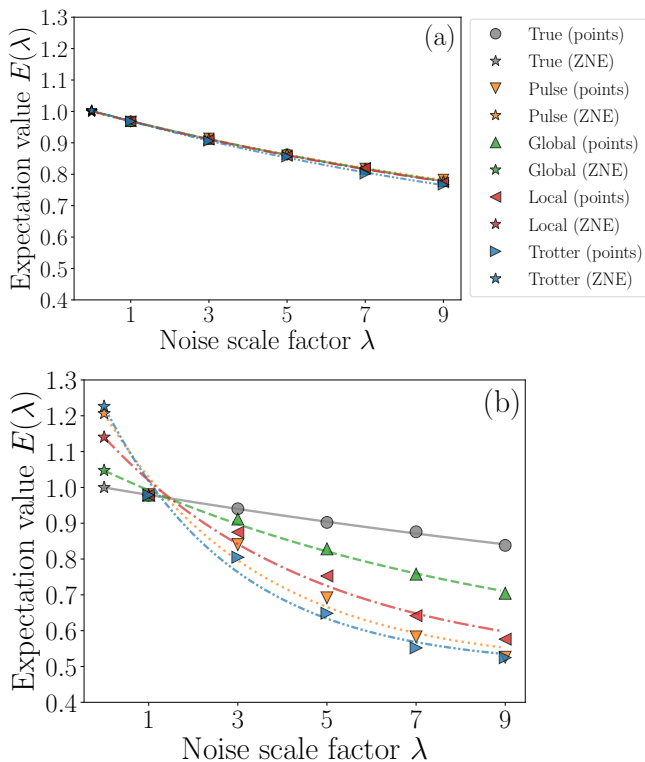 1.3
1.2
1.1
1.0
0.9
0.8
0.7
0.6
0.5
0.4
Expectation value E(λ)
(a)
1 3 5 7 9
Noise scale factor λ
True (points)
True (ZNE)
Pulse (points)
Pulse (ZNE)
Global (points)
Global (ZNE)
Local (points)
Local (ZNE)
Trotter (points)
Trotter (ZNE)
1.3
1.2
1.1
1.0
0.9
0.8
0.7
0.6
0.5
0.4
Expectation value E(λ)
(b)
1 3 5 7 9
Noise scale factor λ